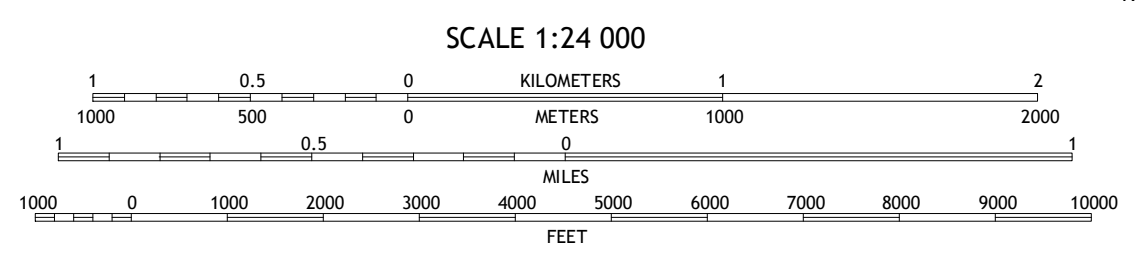 SCALE 1:24 000
1 0.5 0 KILOMETERS 1 2
1000 500 0 METERS 1000 2000
1 0.5 0 1
MILES
1000 0 1000 2000 3000 4000 5000 6000 7000 8000 9000 10000
FEET